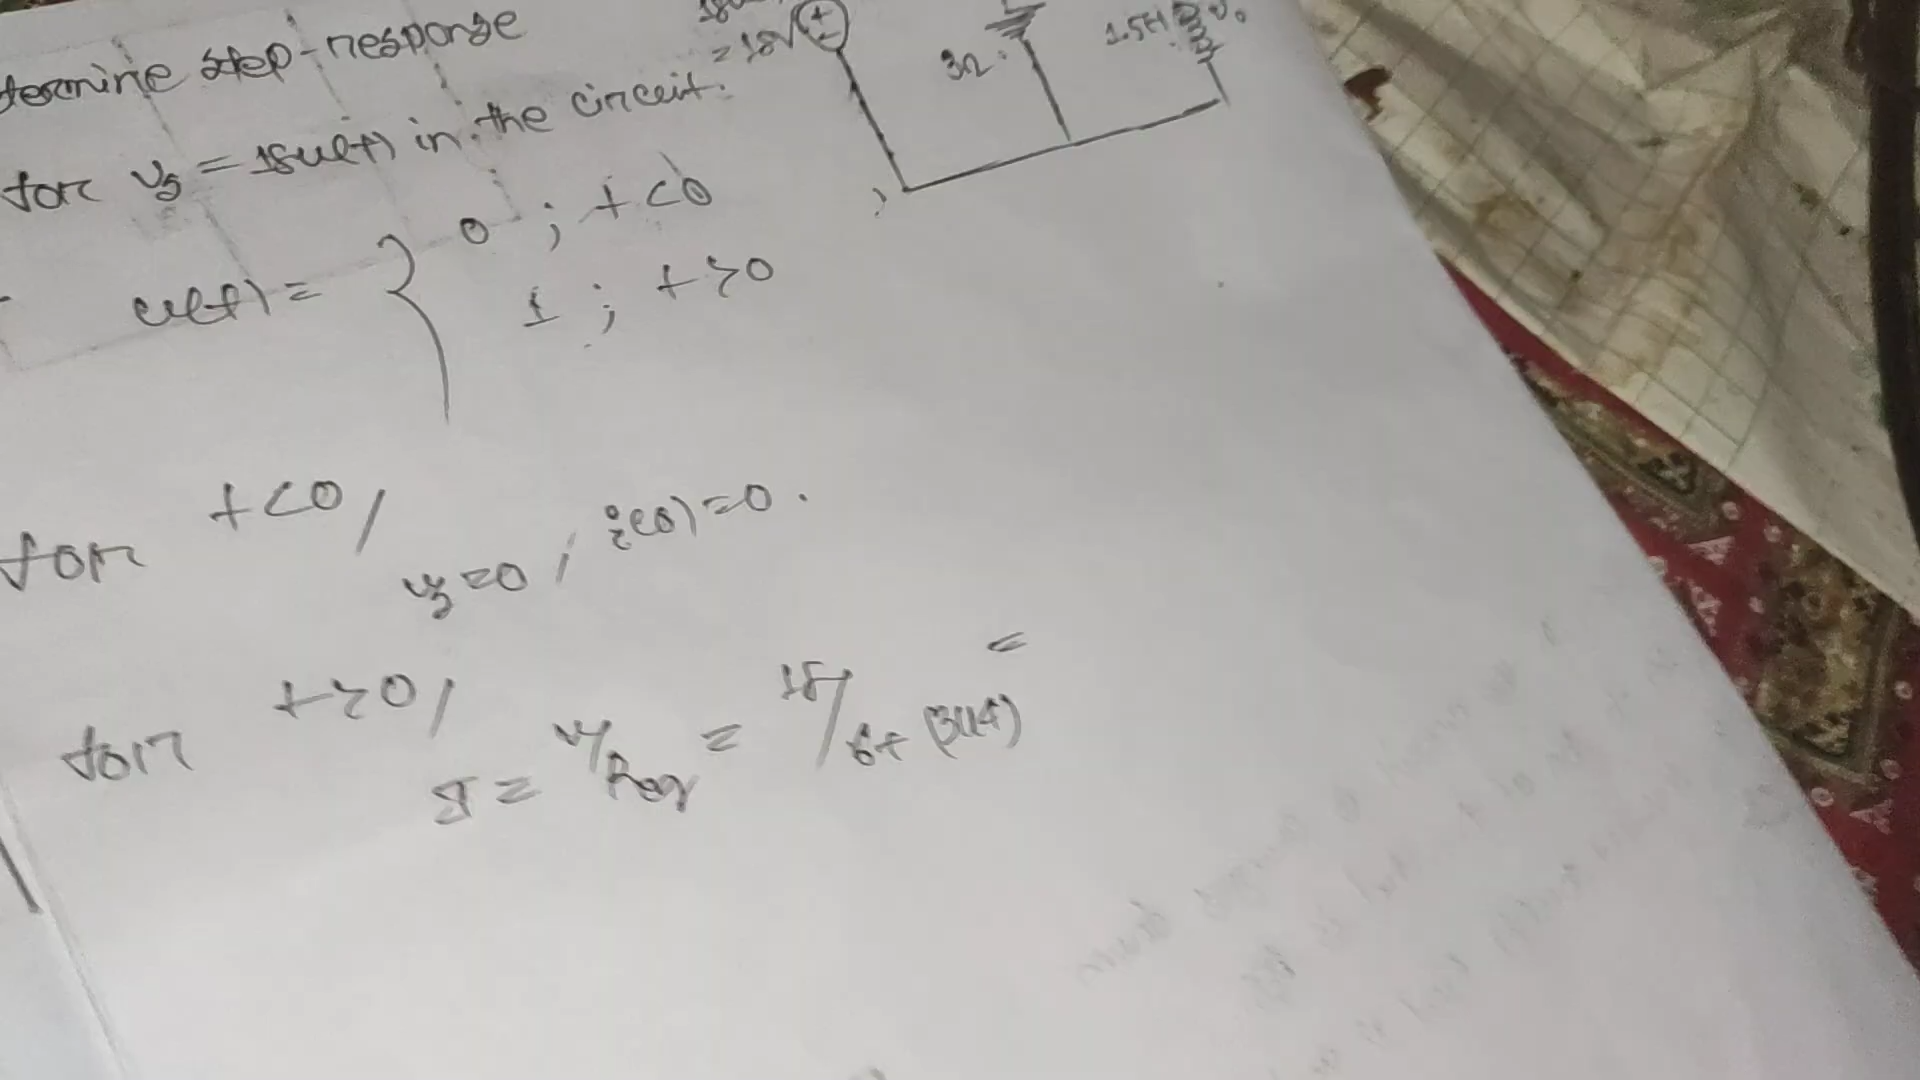 termine step-response
for vs = 18u(t) in the circuit.
= 18V
3Ω
1.5H
v₀
u(t) = { 0 ; t<0
1 ; t>0
for t<0,
vs=0, i(0)=0.
for t>0,
I = V/Req = 18/6+(3||4) =